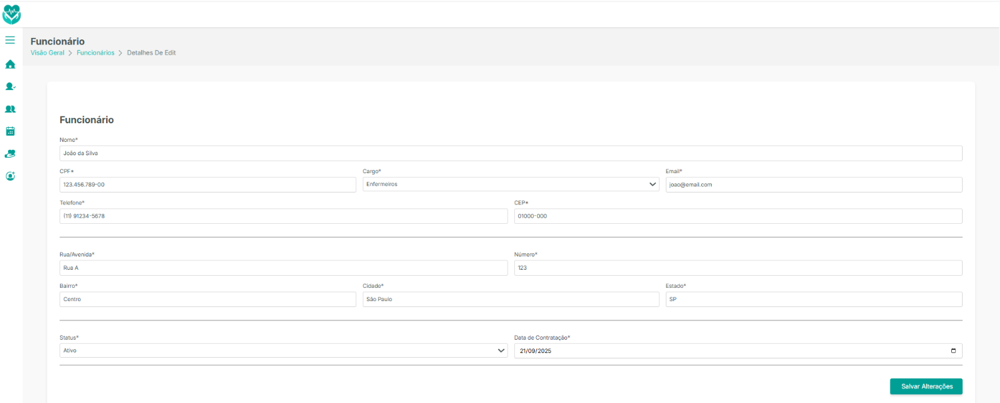 Funcionário
Visão Geral > Funcionários > Detalhes De Edit
Funcionário
Nome*
João da Silva
CPF* Cargo* Email*
123.456.789-00 Enfermeiros joao@email.com
Telefone* CEP*
(11) 91234-5678 01000-000
Rua/Avenida* Número*
Rua A 123
Bairro* Cidade* Estado*
Centro São Paulo SP
Status* Data de Contratação*
Ativo 21/09/2025
Salvar Alterações